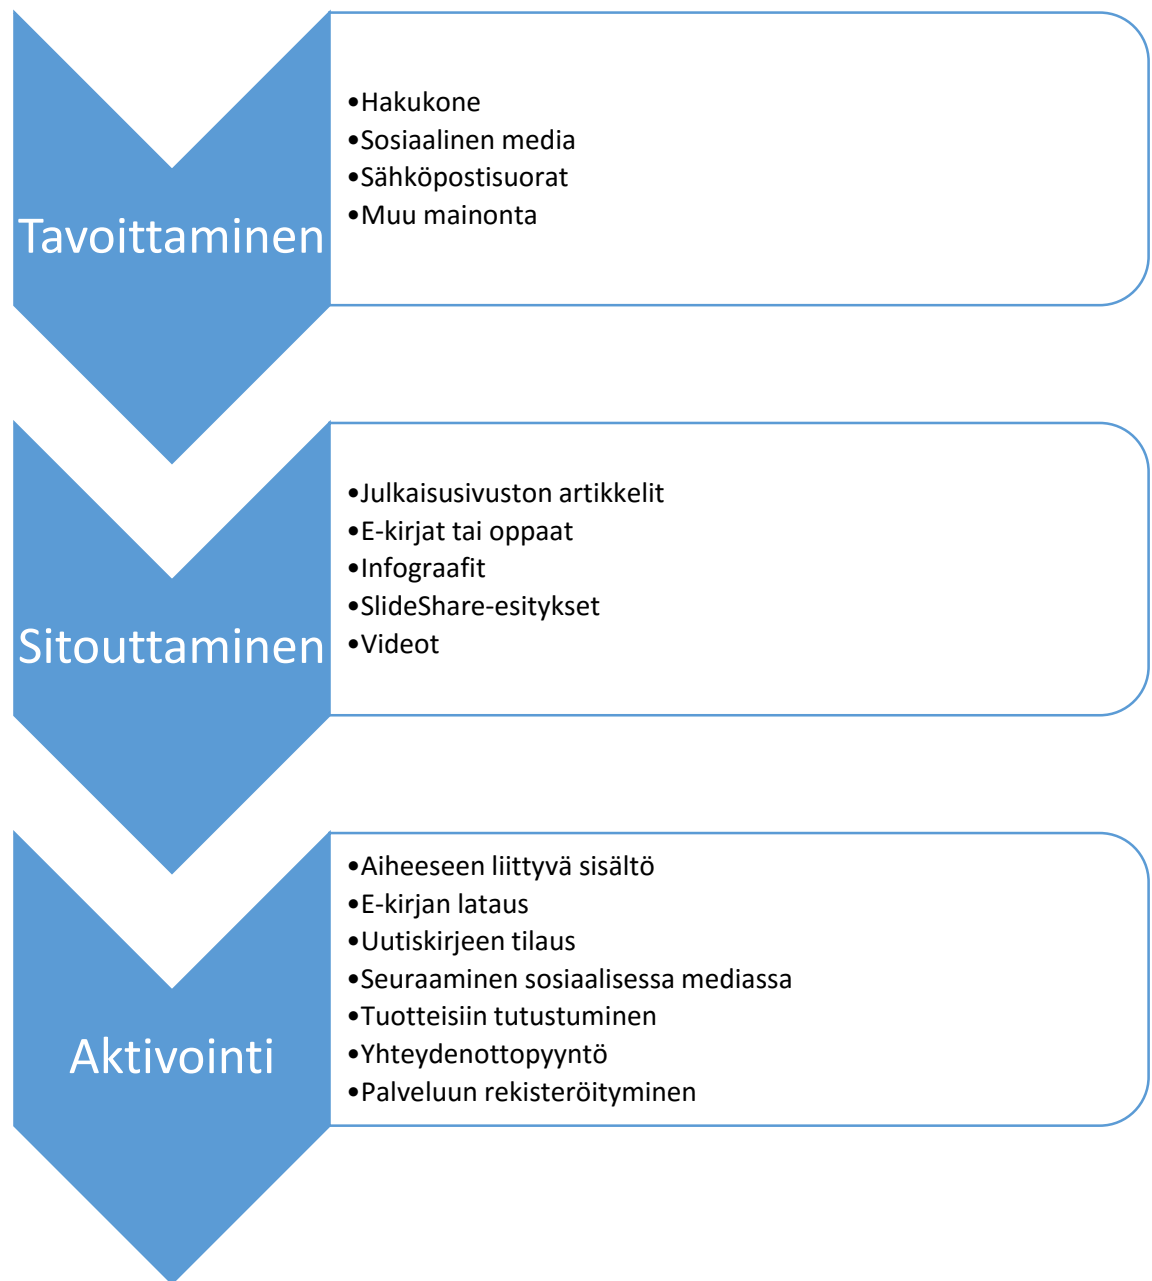 Tavoittaminen
•Hakukone
•Sosiaalinen media
•Sähköpostisuorat
•Muu mainonta
Sitouttaminen
•Julkaisusivuston artikkelit
•E-kirjat tai oppaat
•Infograafit
•SlideShare-esitykset
•Videot
Aktivointi
•Aiheeseen liittyvä sisältö
•E-kirjan lataus
•Uutiskirjeen tilaus
•Seuraaminen sosiaalisessa mediassa
•Tuotteisiin tutustuminen
•Yhteydenottopyyntö
•Palveluun rekisteröityminen